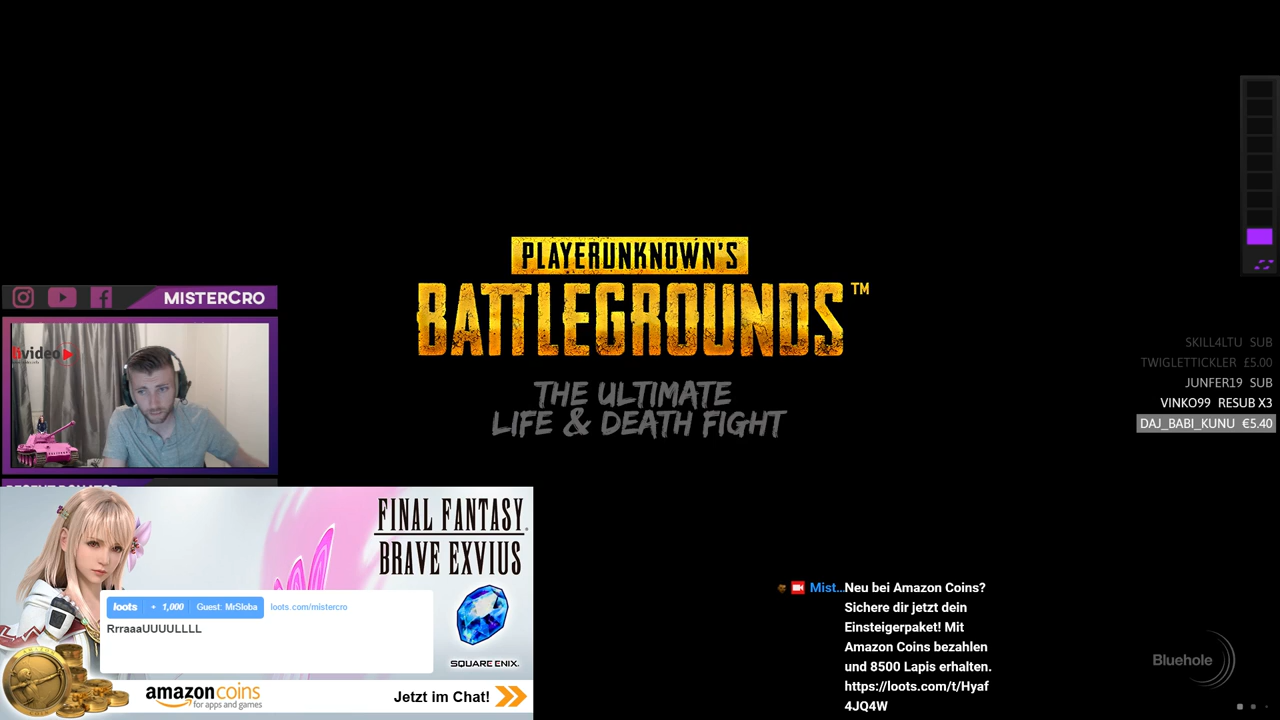 PLAYERUNKNOWN'S
BATTLEGROUNDS™
THE ULTIMATE
LIFE & DEATH FIGHT
MISTERCRO
video
SKILL4LTU SUB
TWIGLETTICKLER £5.00
JUNFER19 SUB
VINKO99 RESUB X3
DAJ_BABI_KUNU €5.40
FINAL FANTASY
BRAVE EXVIUS
loots + 1,000 Guest: MrSloba loots.com/mistercro
RrraaaUUUULLLL
SQUARE ENIX.
amazon coins
for apps and games
Jetzt im Chat!
Mist... Neu bei Amazon Coins?
Sichere dir jetzt dein
Einsteigerpaket! Mit
Amazon Coins bezahlen
und 8500 Lapis erhalten.
https://loots.com/t/Hyaf
4JQ4W
Bluehole